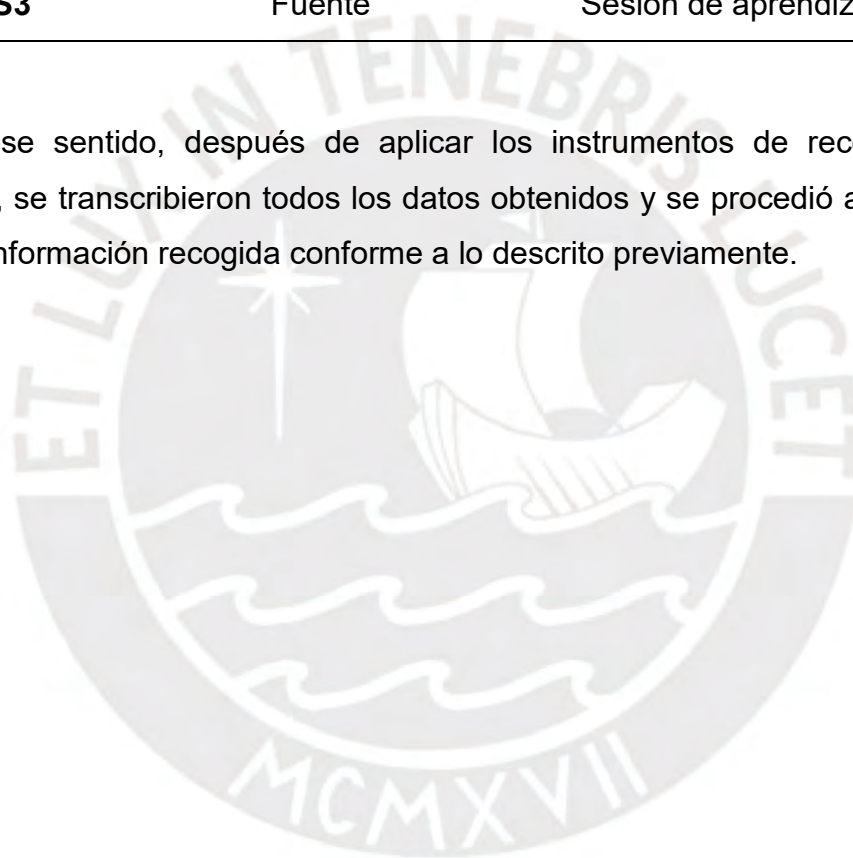 S3 Fuente Sesión de aprendiz
se sentido, después de aplicar los instrumentos de rec
, se transcribieron todos los datos obtenidos y se procedió a
nformación recogida conforme a lo descrito previamente.
ET LUX IN TENEBRIS LUCET
MCMXVII